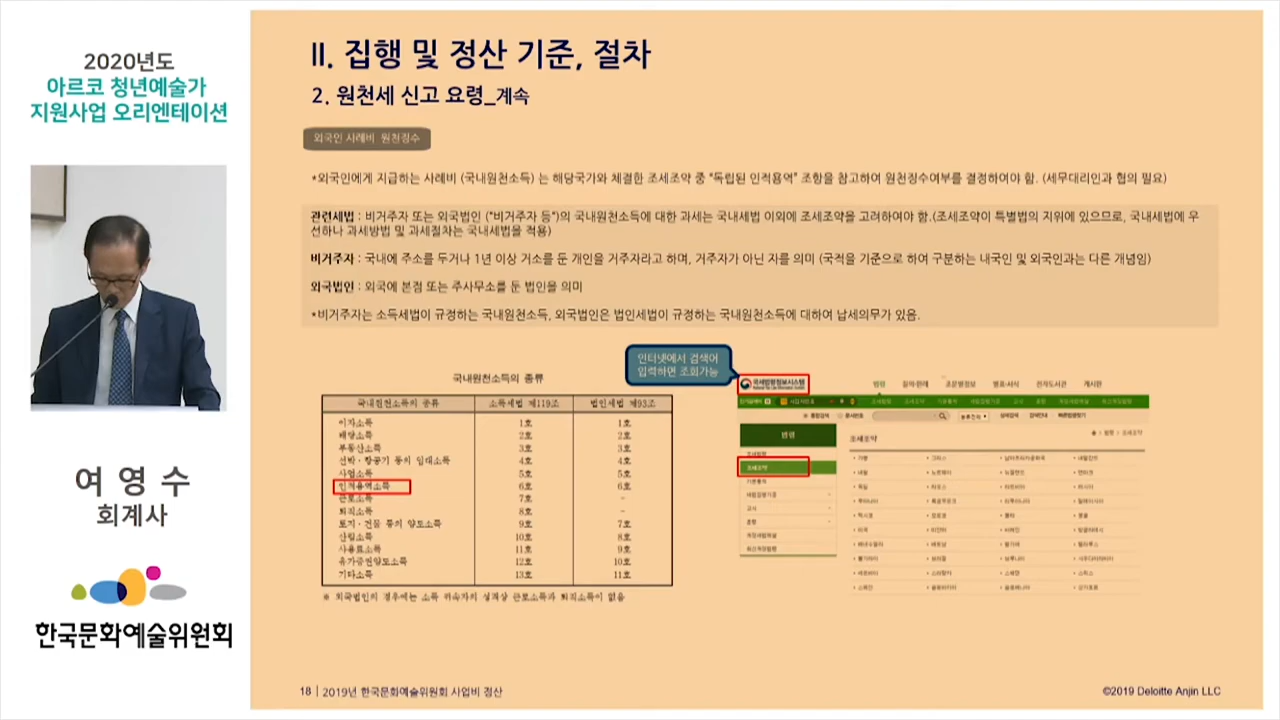 2020년도
아르코 청년예술가
지원사업 오리엔테이션
여 영 수
회계사
한국문화예술위원회
Ⅱ. 집행 및 정산 기준, 절차
2. 원천세 신고 요령_계속
외국인 사례비 원천징수
*외국인에게 지급하는 사례비 (국내원천소득) 는 해당국가와 체결한 조세조약 중 "독립된 인적용역" 조항을 참고하여 원천징수여부를 결정하여야 함. (세무대리인과 협의 필요)
관련세법 : 비거주자 또는 외국법인 ("비거주자 등")의 국내원천소득에 대한 과세는 국내세법 이외에 조세조약을 고려하여야 함.(조세조약이 특별법의 지위에 있으므로, 국내세법에 우
선하나 과세방법 및 과세절차는 국내세법을 적용)
비거주자 : 국내에 주소를 두거나 1년 이상 거소를 둔 개인을 거주자라고 하며, 거주자가 아닌 자를 의미 (국적을 기준으로 하여 구분하는 내국인 및 외국인과는 다른 개념임)
외국법인 : 외국에 본점 또는 주사무소를 둔 법인을 의미
*비거주자는 소득세법이 규정하는 국내원천소득, 외국법인은 법인세법이 규정하는 국내원천소득에 대하여 납세의무가 있음.
인터넷에서 검색어
입력하면 조회가능
국내원천소득의 종류
국내원천소득의 종류 소득세법 제119조 법인세법 제93조
이자소득 1호 1호
배당소득 2호 2호
부동산소득 3호 3호
선박·항공기 등의 임대소득 4호 4호
사업소득 5호 5호
인적용역소득 6호 6호
근로소득 7호 -
퇴직소득 8호 -
토지·건물 등의 양도소득 9호 7호
산림소득 10호 8호
사용료소득 11호 9호
유가증권양도소득 12호 10호
기타소득 13호 11호
※ 외국법인의 경우에는 소득 귀속자의 성격상 근로소득과 퇴직소득이 없음
국세법령정보시스템
법령
조세조약
조세조약
18 | 2019년 한국문화예술위원회 사업비 정산
©2019 Deloitte Anjin LLC